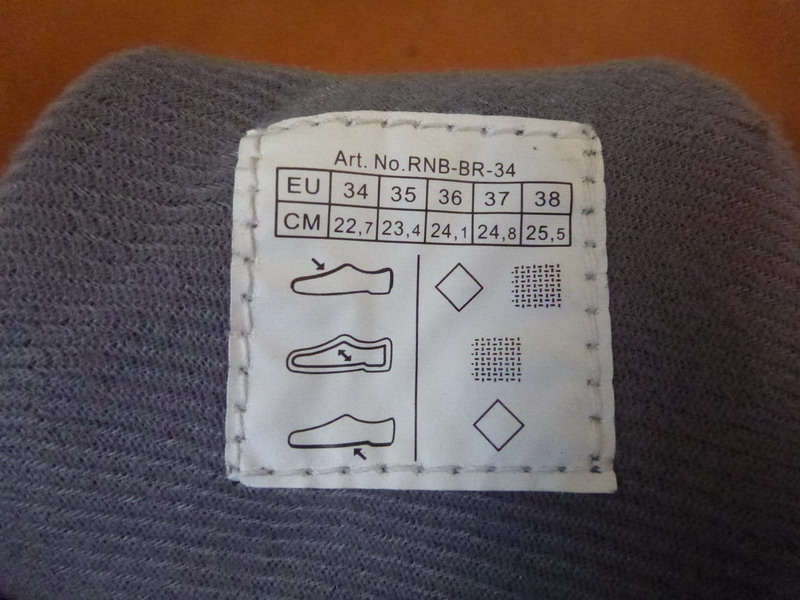 Art. No.RNB-BR-34
EU 34 35 36 37 38
CM 22,7 23,4 24,1 24,8 25,5